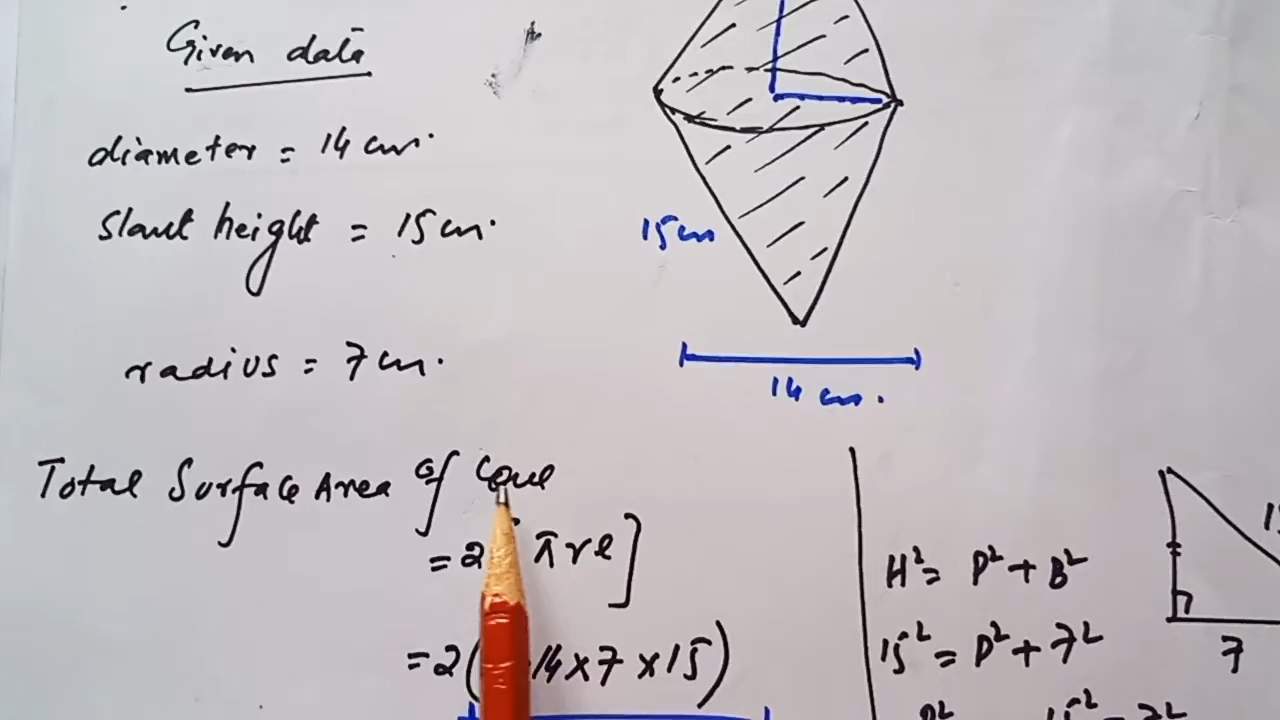 Given data
diameter = 14 cm.
Slant height = 15 cm.
radius = 7 cm.
15 cm
14 cm.
Total Surface Area of Cone
= 2 πrl]
= 2( 14 × 7 × 15)
H² = P² + B²
15² = P² + 7²
7